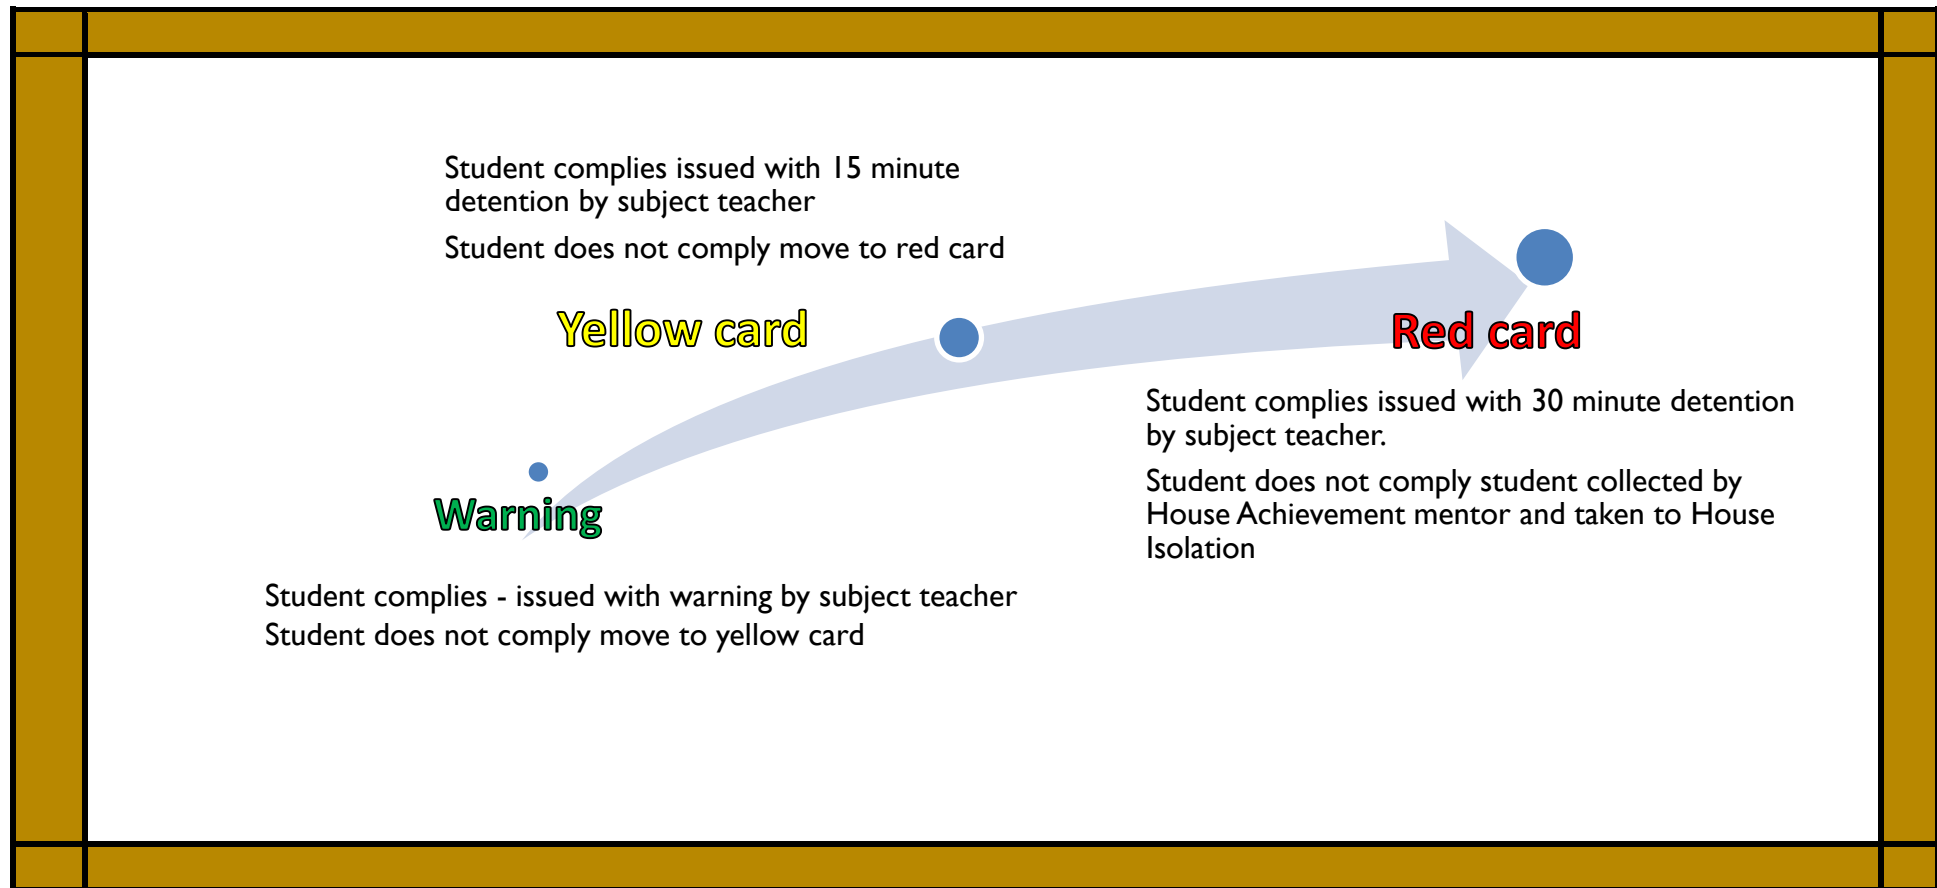 Student complies issued with 15 minute
detention by subject teacher
Student does not comply move to red card
Yellow card
Red card
Student complies issued with 30 minute detention
by subject teacher.
Student does not comply student collected by
House Achievement mentor and taken to House
Isolation
Warning
Student complies - issued with warning by subject teacher
Student does not comply move to yellow card